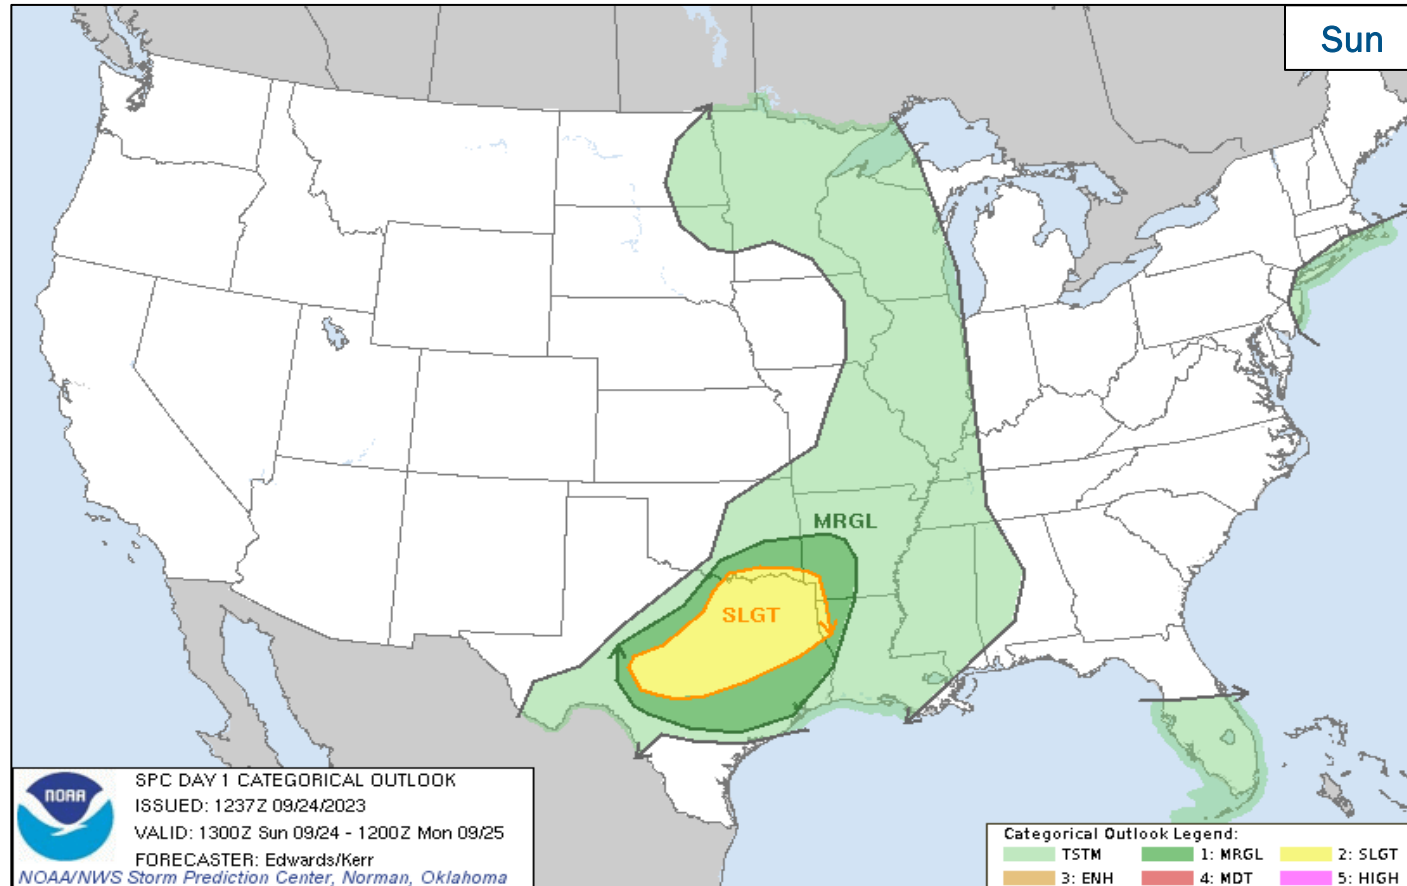 Sun
MRGL
SLGT
NOAA
SPC DAY 1 CATEGORICAL OUTLOOK
ISSUED: 1237Z 09/24/2023
VALID: 1300Z Sun 09/24 - 1200Z Mon 09/25
FORECASTER: Edwards/Kerr
NOAA/NWS Storm Prediction Center, Norman, Oklahoma
Categorical Outlook Legend:
TSTM 1: MRGL 2: SLGT
3: ENH 4: MDT 5: HIGH